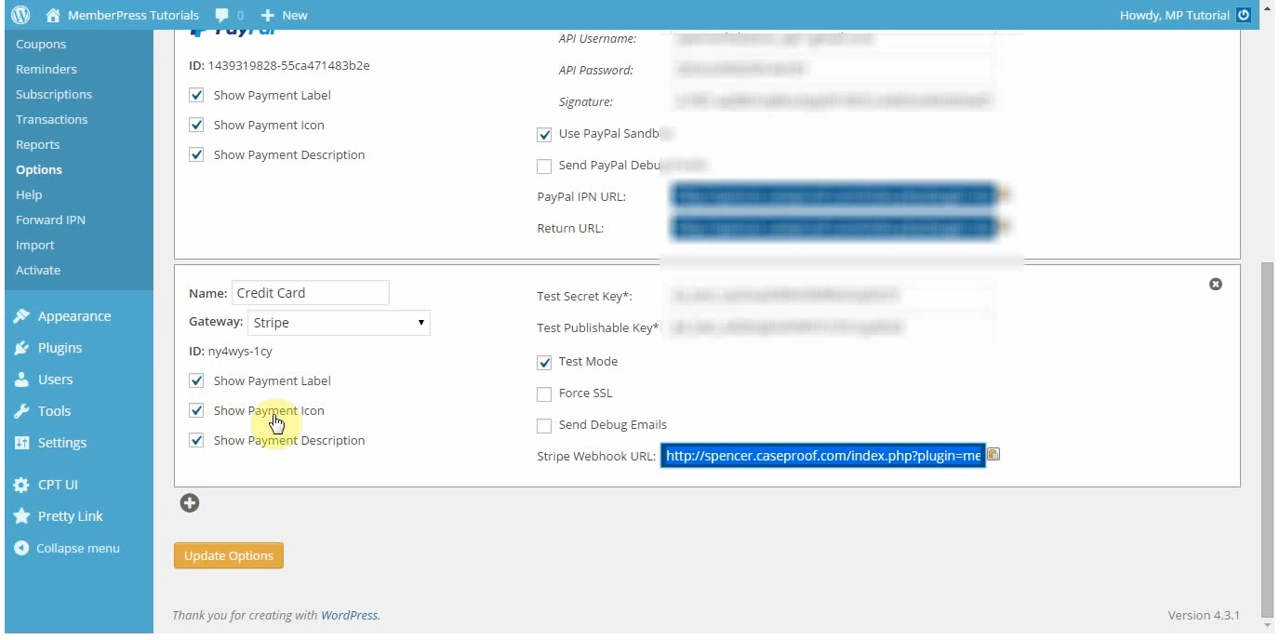 MemberPress Tutorials 0 New Howdy, MP Tutorial
Coupons
Reminders
Subscriptions
Transactions
Reports
Options
Help
Forward IPN
Import
Activate
Appearance
Plugins
Users
Tools
Settings
CPT UI
Pretty Link
Collapse menu
PayPal
ID: 1439319828-55ca471483b2e
Show Payment Label
Show Payment Icon
Show Payment Description
API Username:
API Password:
Signature:
Use PayPal
Send PayPal
PayPal IPN URL:
Return URL:
Name: Credit Card
Gateway: Stripe
ID: ny4wys-1cy
Show Payment Label
Show Payment Icon
Show Payment Description
Test Secret Key*:
Test Publishable Key*
Test Mode
Force SSL
Send Debug Emails
Stripe Webhook URL: http://spencer.caseproof.com/index.php?plugin=me
Update Options
Thank you for creating with WordPress.
Version 4.3.1